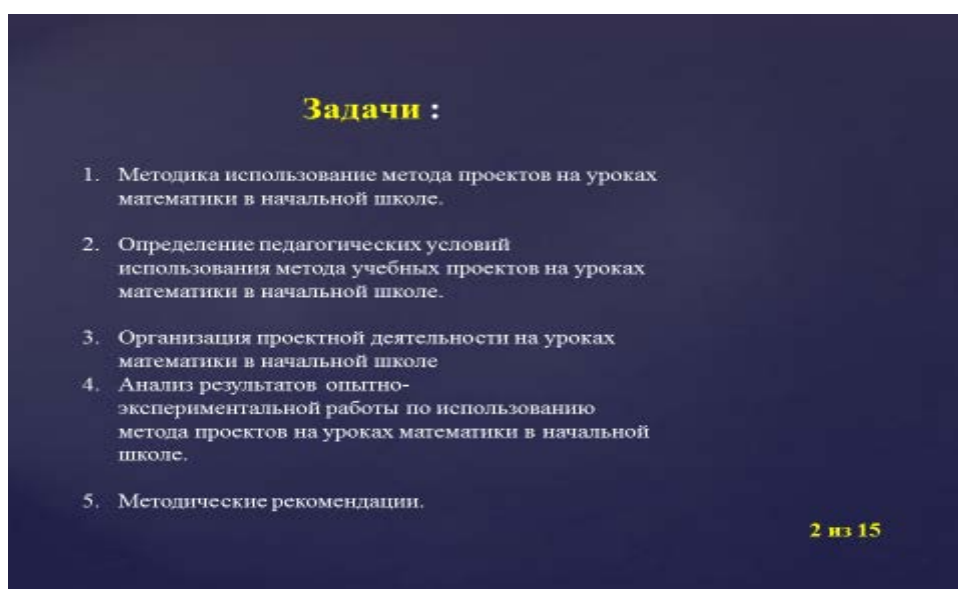 Задачи :
1. Методика использование метода проектов на уроках
математики в начальной школе.
2. Определение педагогических условий
использования метода учебных проектов на уроках
математики в начальной школе.
3. Организация проектной деятельности на уроках
математики в начальной школе
4. Анализ результатов опытно-
экспериментальной работы по использованию
метода проектов на уроках математики в начальной
школе.
5. Методические рекомендации.
2 из 15